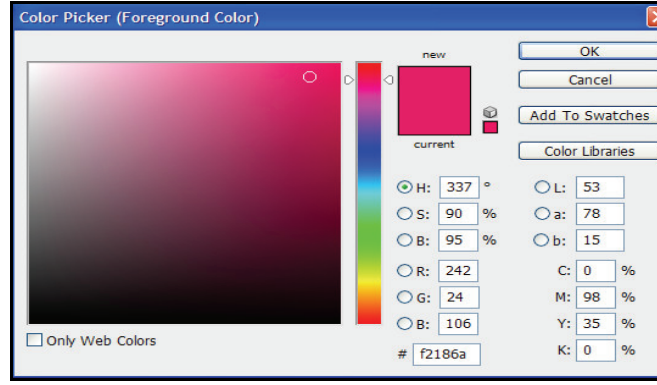 Color Picker (Foreground Color)
new
current
OK
Cancel
Add To Swatches
Color Libraries
H: 337 °
S: 90 %
B: 95 %
R: 242
G: 24
B: 106
# f2186a
L: 53
a: 78
b: 15
C: 0 %
M: 98 %
Y: 35 %
K: 0 %
Only Web Colors